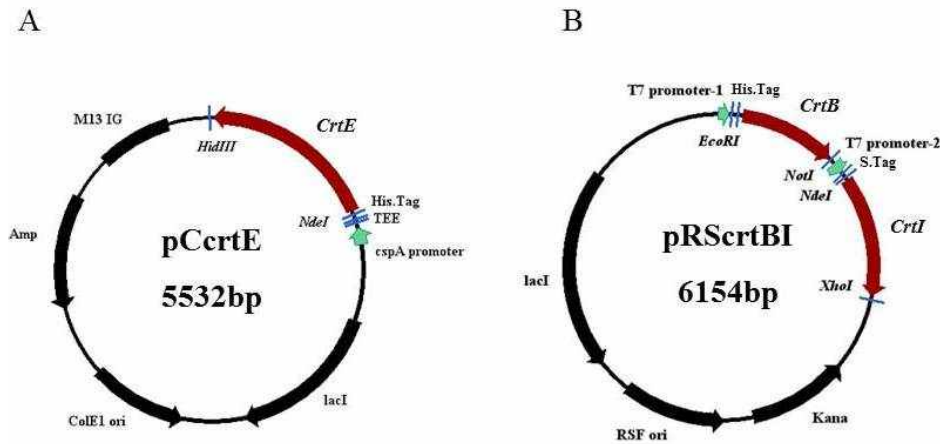 A
M13 IG
CrtE
HidIII
His.Tag
TEE
NdeI
cspA promoter
Amp
pCcrtE
5532bp
ColE1 ori
lacI
B
T7 promoter-1
His.Tag
CrtB
EcoRI
T7 promoter-2
S.Tag
NotI
NdeI
CrtI
lacI
pRScrtBI
6154bp
XhoI
RSF ori
Kana